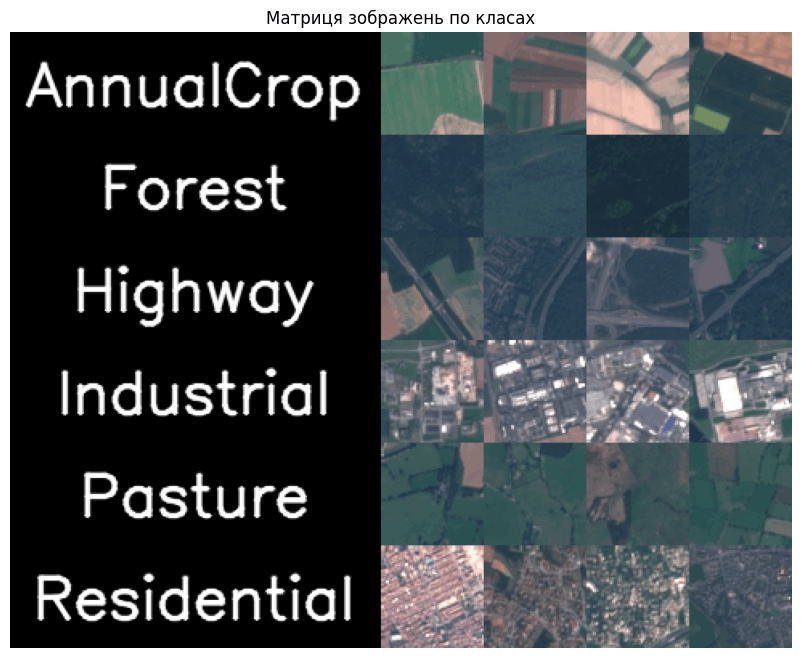 Матриця зображень по класах
AnnualCrop
Forest
Highway
Industrial
Pasture
Residential